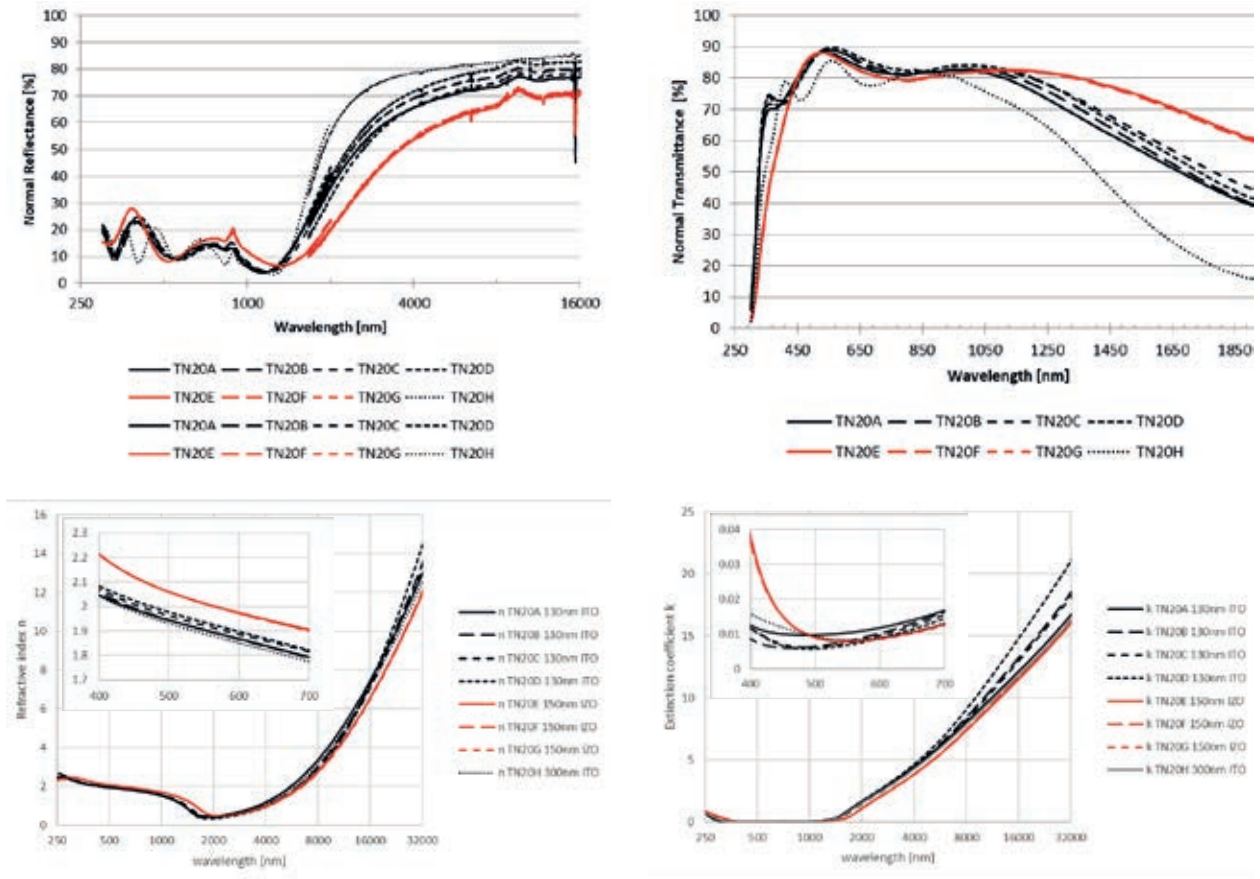 Normal Reflectance [%]
100
90
80
70
60
50
40
30
20
10
0
250 1000 4000 16000
Wavelength [nm]
TN20A TN20B TN20C TN20D
TN20E TN20F TN20G TN20H
TN20A TN20B TN20C TN20D
TN20E TN20F TN20G TN20H
Normal Transmittance [%]
100
90
80
70
60
50
40
30
20
10
0
250 450 650 850 1050 1250 1450 1650 1850
Wavelength [nm]
TN20A TN20B TN20C TN20D
TN20E TN20F TN20G TN20H
Refractive index n
16
14
12
10
8
6
4
2
0
250 500 1000 2000 4000 8000 16000 32000
wavelength [nm]
2.3
2.2
2.1
2
1.9
1.8
1.7
400 500 600 700
n TN20A 130nm ITO
n TN20B 130nm ITO
n TN20C 130nm ITO
n TN20D 130nm ITO
n TN20E 150nm IZO
n TN20F 150nm IZO
n TN20G 150nm IZO
n TN20H 300nm ITO
Extinction coefficient k
25
20
15
10
5
0
250 500 1000 2000 4000 8000 16000 32000
wavelength [nm]
0.04
0.03
0.02
0.01
0
400 500 600 700
k TN20A 130nm ITO
k TN20B 130nm ITO
k TN20C 130nm ITO
k TN20D 130nm ITO
k TN20E 150nm IZO
k TN20F 150nm IZO
k TN20G 150nm IZO
k TN20H 300nm ITO